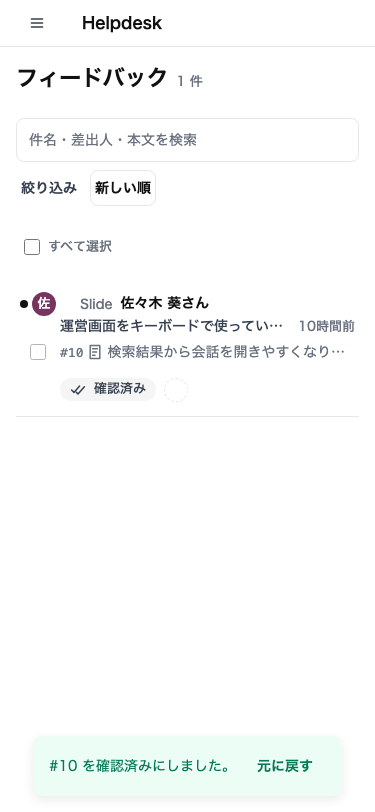 Helpdesk
フィードバック 1 件
件名・差出人・本文を検索
絞り込み 新しい順
すべて選択
佐 Slide 佐々木 葵さん
運営画面をキーボードで使ってい… 10時間前
#10 検索結果から会話を開きやすくなり…
確認済み
#10 を確認済みにしました。 元に戻す